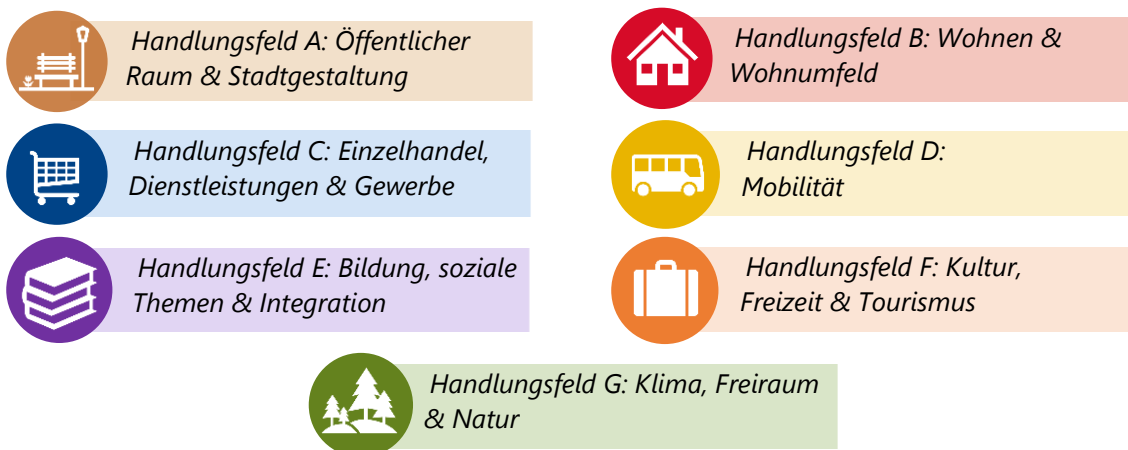 Handlungsfeld A: Öffentlicher
Raum & Stadtgestaltung
Handlungsfeld B: Wohnen &
Wohnumfeld
Handlungsfeld C: Einzelhandel,
Dienstleistungen & Gewerbe
Handlungsfeld D:
Mobilität
Handlungsfeld E: Bildung, soziale
Themen & Integration
Handlungsfeld F: Kultur,
Freizeit & Tourismus
Handlungsfeld G: Klima, Freiraum
& Natur